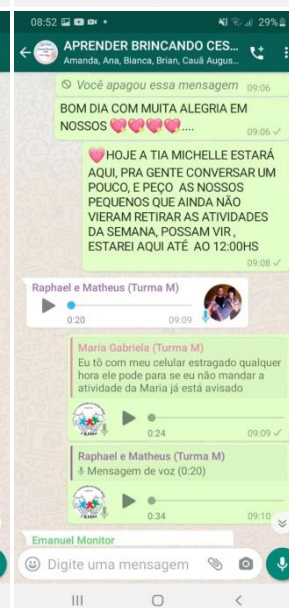 08:52
29%
APRENDER BRINCANDO CES...
Amanda, Ana, Bianca, Brian, Cauã Augus...
Você apagou essa mensagem 09:06
BOM DIA COM MUITA ALEGRIA EM
NOSSOS 💖💖💖💖....
09:06
💖HOJE A TIA MICHELLE ESTARÁ
AQUI, PRA GENTE CONVERSAR UM
POUCO, E PEÇO AS NOSSOS
PEQUENOS QUE AINDA NÃO
VIERAM RETIRAR AS ATIVIDADES
DA SEMANA, POSSAM VIR ,
ESTAREI AQUI ATÉ AO 12:00HS
09:08
Raphael e Matheus (Turma M)
0:20 09:09
Maria Gabriela (Turma M)
Eu tô com meu celular estragado qualquer
hora ele pode para se eu não mandar a
atividade da Maria já está avisado
0:24 09:09
Raphael e Matheus (Turma M)
Mensagem de voz (0:20)
0:34 09:10
Emanuel Monitor
Digite uma mensagem